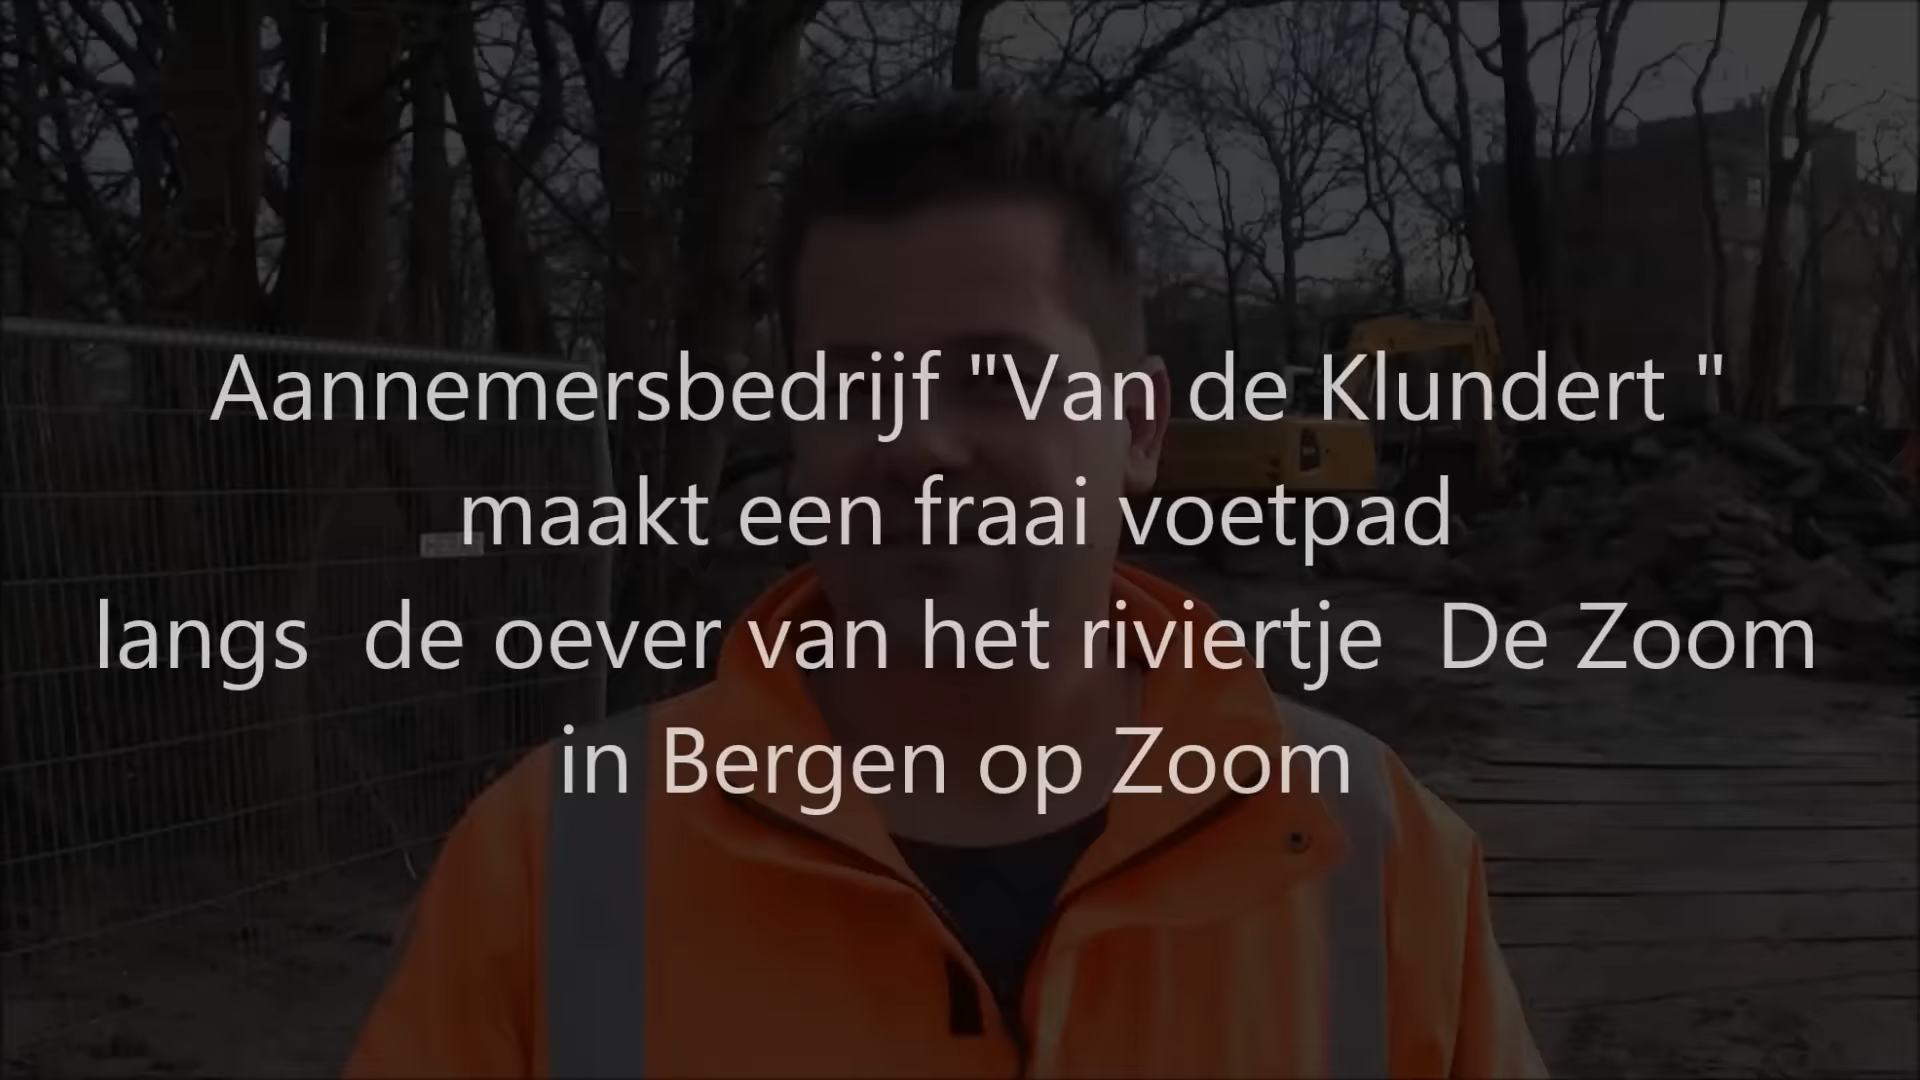 Aannemersbedrijf "Van de Klundert "
maakt een fraai voetpad
langs  de oever van het riviertje  De Zoom
in Bergen op Zoom